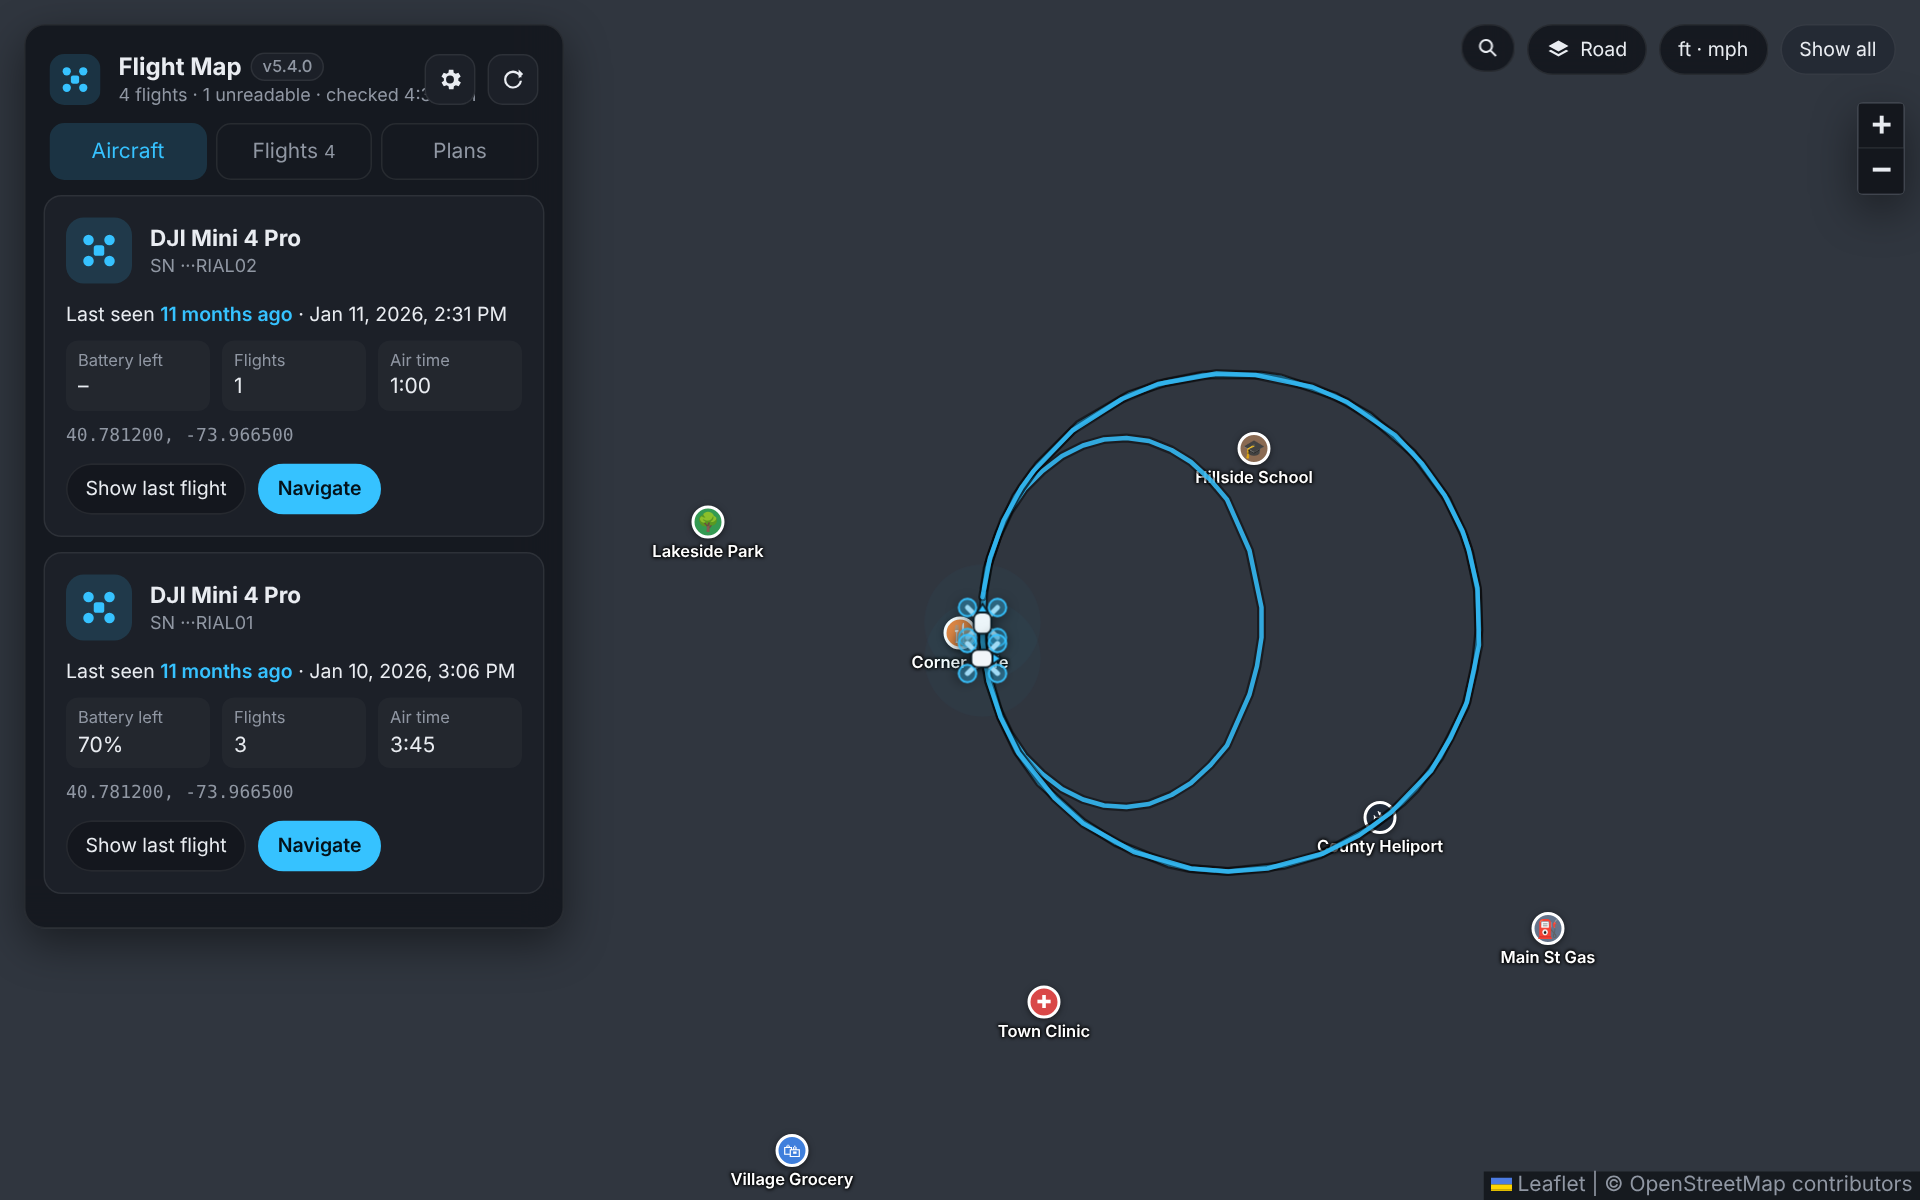 Flight Map v5.4.0
4 flights · 1 unreadable · checked
Aircraft
Flights 4
Plans
DJI Mini 4 Pro
SN ···RIAL02
Last seen 11 months ago · Jan 11, 2026, 2:31 PM
Battery left
–
Flights
1
Air time
1:00
40.781200, -73.966500
Show last flight
Navigate
DJI Mini 4 Pro
SN ···RIAL01
Last seen 11 months ago · Jan 10, 2026, 3:06 PM
Battery left
70%
Flights
3
Air time
3:45
40.781200, -73.966500
Show last flight
Navigate
Road
ft · mph
Show all
+
−
Hillside School
Lakeside Park
Corner
County Heliport
Main St Gas
Town Clinic
Village Grocery
Leaflet | © OpenStreetMap contributors